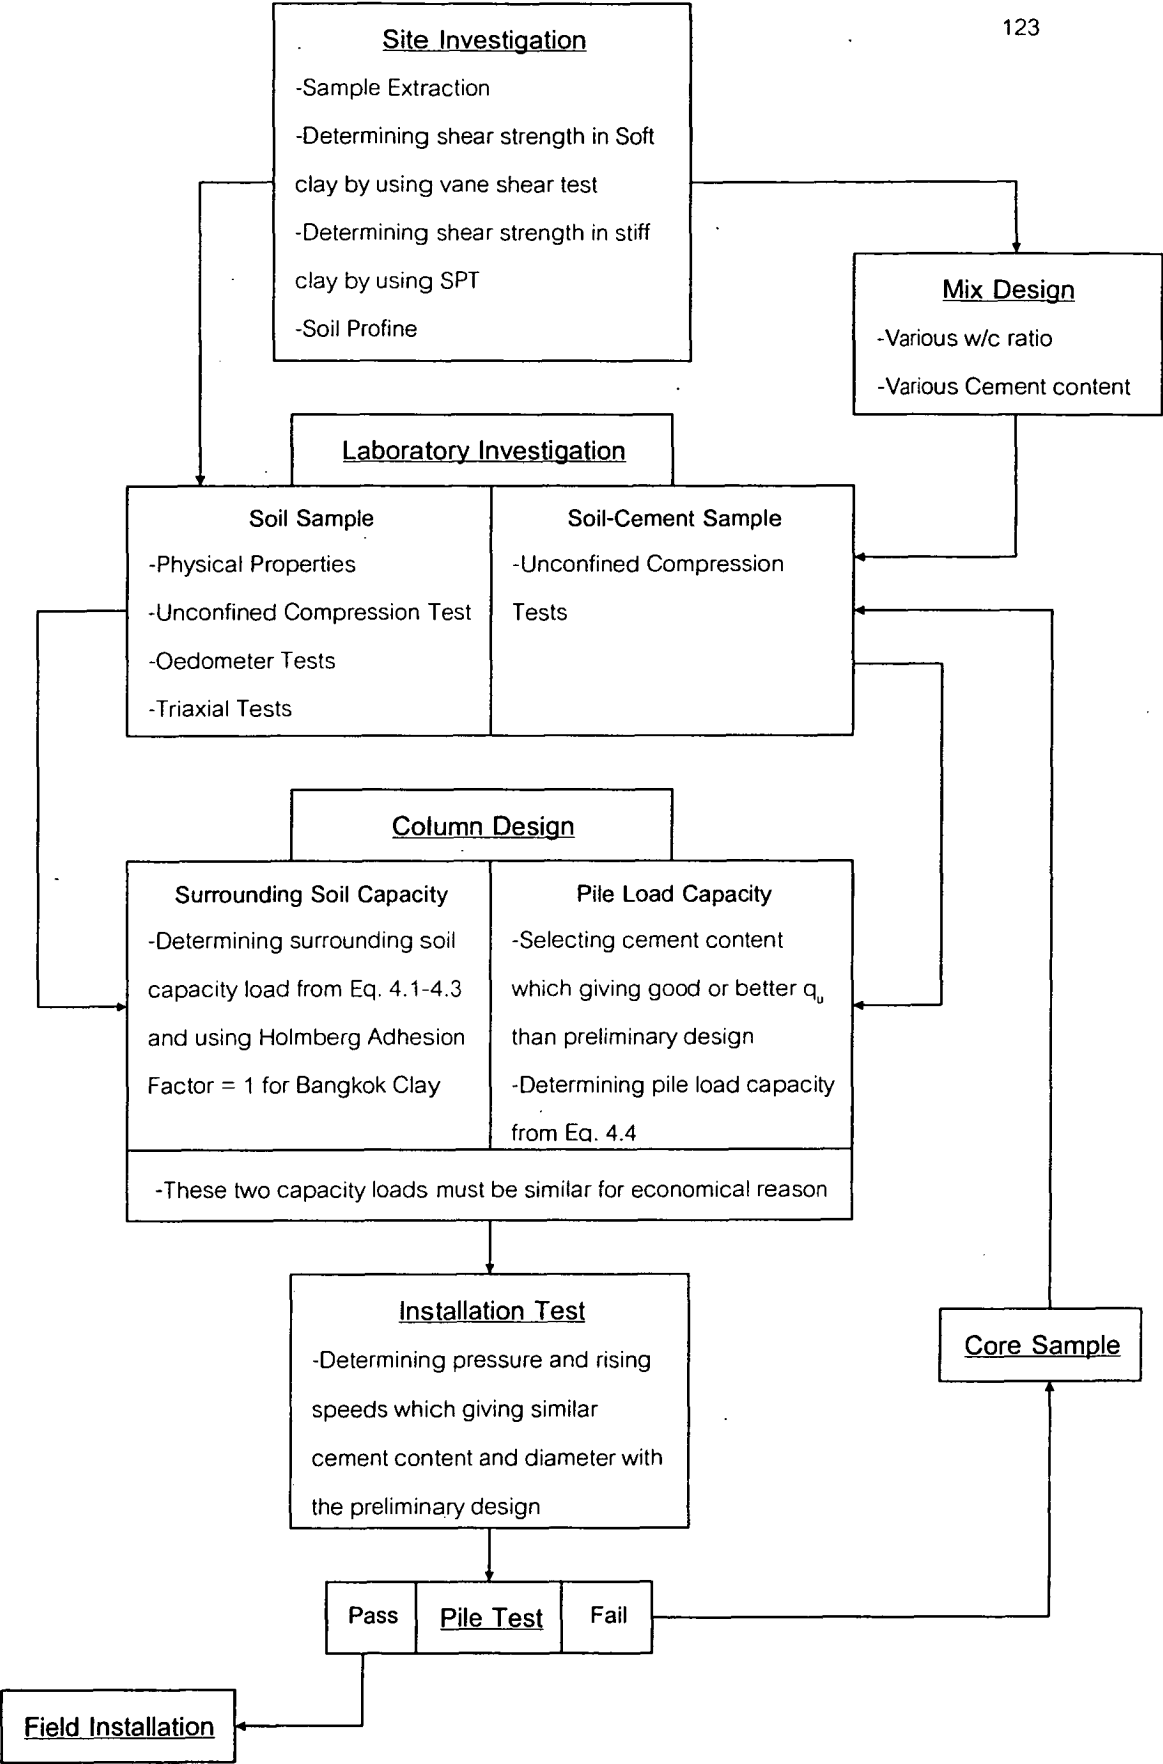 123
Site Investigation
-Sample Extraction
-Determining shear strength in Soft
clay by using vane shear test
-Determining shear strength in stiff
clay by using SPT
-Soil Profine
Mix Design
-Various w/c ratio
-Various Cement content
Laboratory Investigation
Soil Sample
-Physical Properties
-Unconfined Compression Test
-Oedometer Tests
-Triaxial Tests
Soil-Cement Sample
-Unconfined Compression
Tests
Column Design
Surrounding Soil Capacity
-Determining surrounding soil
capacity load from Eq. 4.1-4.3
and using Holmberg Adhesion
Factor = 1 for Bangkok Clay
Pile Load Capacity
-Selecting cement content
which giving good or better qᵤ
than preliminary design
-Determining pile load capacity
from Eq. 4.4
-These two capacity loads must be similar for economical reason
Installation Test
-Determining pressure and rising
speeds which giving similar
cement content and diameter with
the preliminary design
Core Sample
Pass
Pile Test
Fail
Field Installation